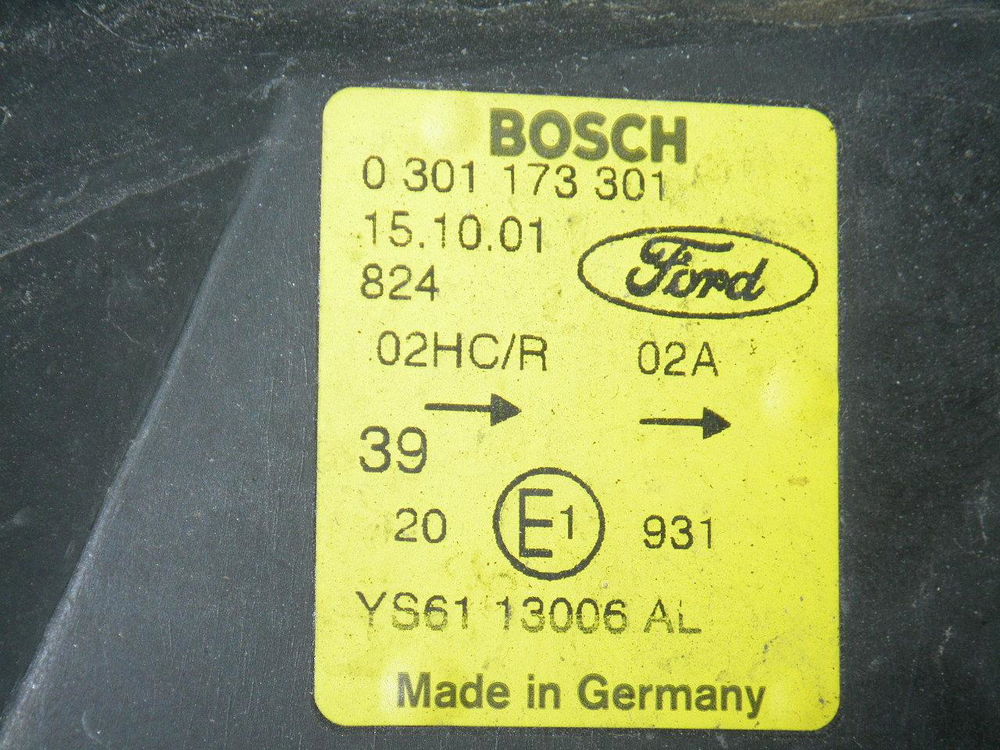 BOSCH
0 301 173 301
15.10.01
824
Ford
02HC/R 02A
39
20 E1 931
YS61 13006 AL
Made in Germany